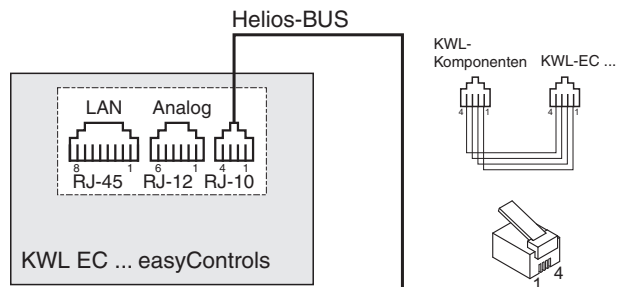 Helios-BUS
KWL-
Komponenten KWL-EC ...
4 1 4 1
LAN Analog
8 1 6 1 4 1
RJ-45 RJ-12 RJ-10
KWL EC ... easyControls
4
1